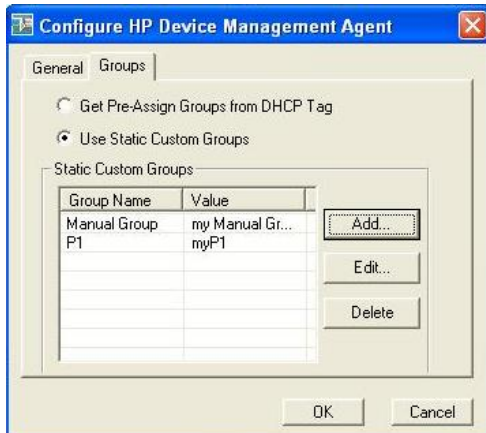 Configure HP Device Management Agent
General Groups
Get Pre-Assign Groups from DHCP Tag
Use Static Custom Groups
Static Custom Groups
Group Name Value
Manual Group my Manual Gr...
P1 myP1
Add...
Edit...
Delete
OK Cancel